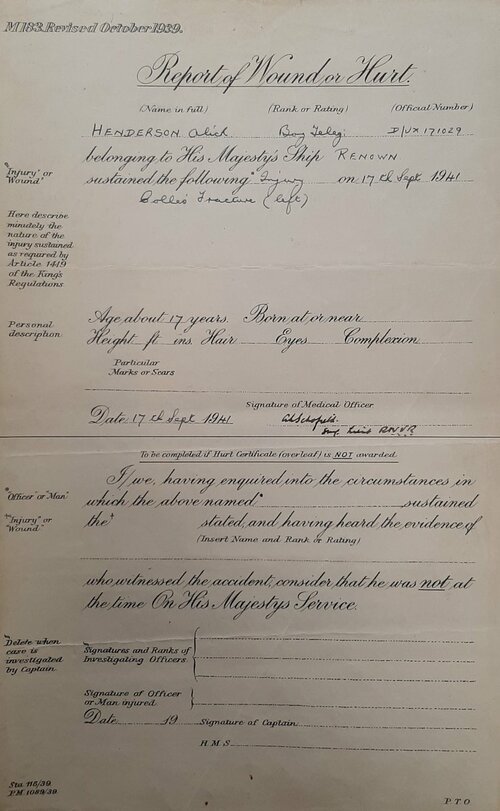 M 183. Revised October 1939.
Report of Wound or Hurt.
(Name in full) (Rank or Rating) (Official Number)
HENDERSON Alick Boy Teleg. D/JX 171029
belonging to His Majesty's Ship RENOWN
"Injury" or "Wound"
sustained the following * Injury on 17th Sept 1941
Colles Fracture (left)
Here describe
minutely the
nature of the
injury sustained
as required by
Article 1419
of the King's
Regulations
Personal
description
Age about 17 years. Born at or near
Height ft ins. Hair Eyes Complexion
Particular
Marks or Scars
Signature of Medical Officer
Date 17th Sept 1941
Schofield.
Surg. Lieut RNVR
To be completed if Hurt Certificate (overleaf) is NOT awarded.
I/we, having enquired into the circumstances in
*Officer or Man
which the above named* sustained
†"Injury" or
"Wound"
the† stated, and having heard the evidence of
(Insert Name and Rank or Rating)
who witnessed the accident, consider that he was not at
the time On His Majestys Service.
Delete when
case is
investigated
by Captain.
Signatures and Ranks of
Investigating Officers
Signature of Officer
or Man injured
Date 19 Signature of Captain
H M S
Sta. 115/39.
P.M. 1089/39
P T O